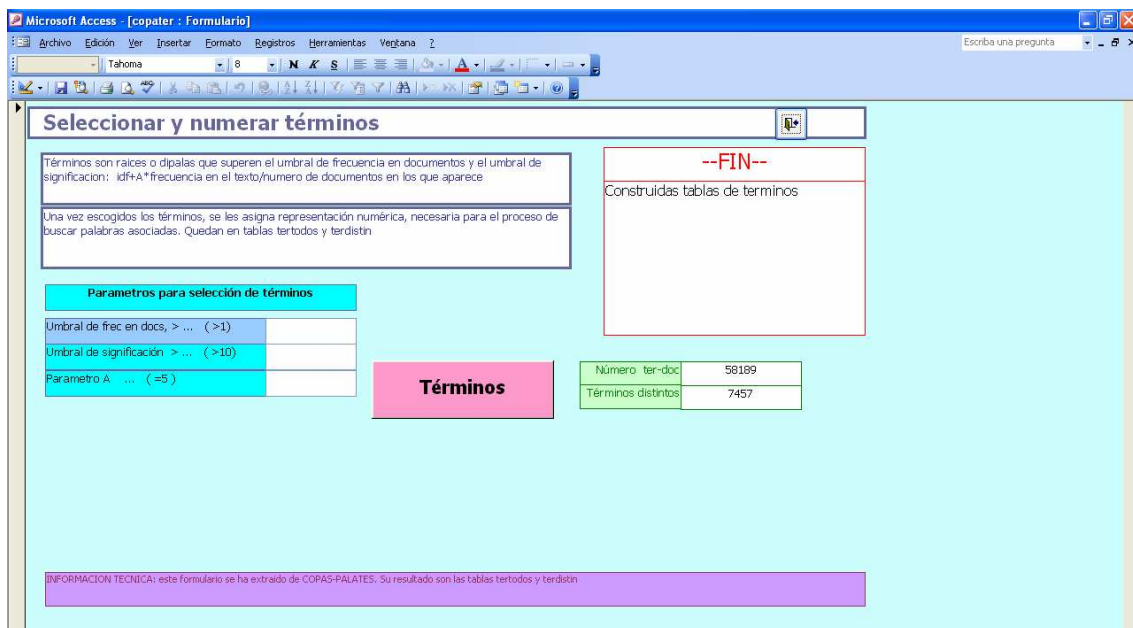 Microsoft Access - [copater : Formulario]
Archivo Edición Ver Insertar Formato Registros Herramientas Ventana ?
Escriba una pregunta
Tahoma 8 N K S
Seleccionar y numerar términos
Términos son raices o dipalas que superen el umbral de frecuencia en documentos y el umbral de
significacion: idf+A*frecuencia en el texto/numero de documentos en los que aparece
Una vez escogidos los términos, se les asigna representación numérica, necesaria para el proceso de
buscar palabras asociadas. Quedan en tablas tertodos y terdistin
--FIN--
Construidas tablas de terminos
Parametros para selección de términos
Umbral de frec en docs, > ... ( >1)
Umbral de significación > ... ( >10)
Parametro A ... ( =5 )
Términos
Número ter-doc 58189
Términos distintos 7457
INFORMACION TECNICA: este formulario se ha extraido de COPAS-PALATES. Su resultado son las tablas tertodos y terdistin